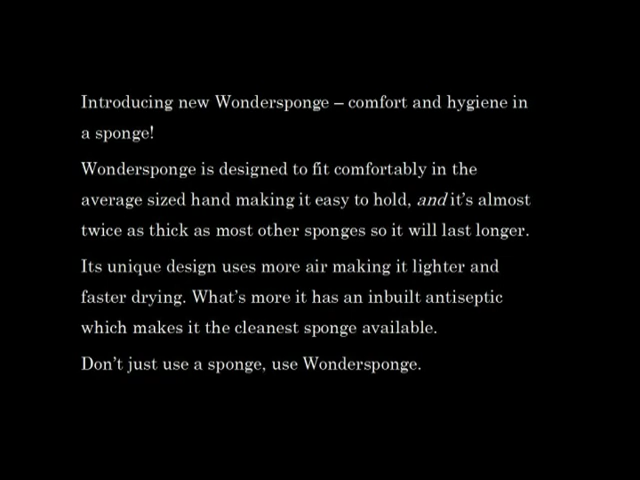 Introducing new Wondersponge – comfort and hygiene in
a sponge!
Wondersponge is designed to fit comfortably in the
average sized hand making it easy to hold, and it's almost
twice as thick as most other sponges so it will last longer.
Its unique design uses more air making it lighter and
faster drying. What's more it has an inbuilt antiseptic
which makes it the cleanest sponge available.
Don't just use a sponge, use Wondersponge.